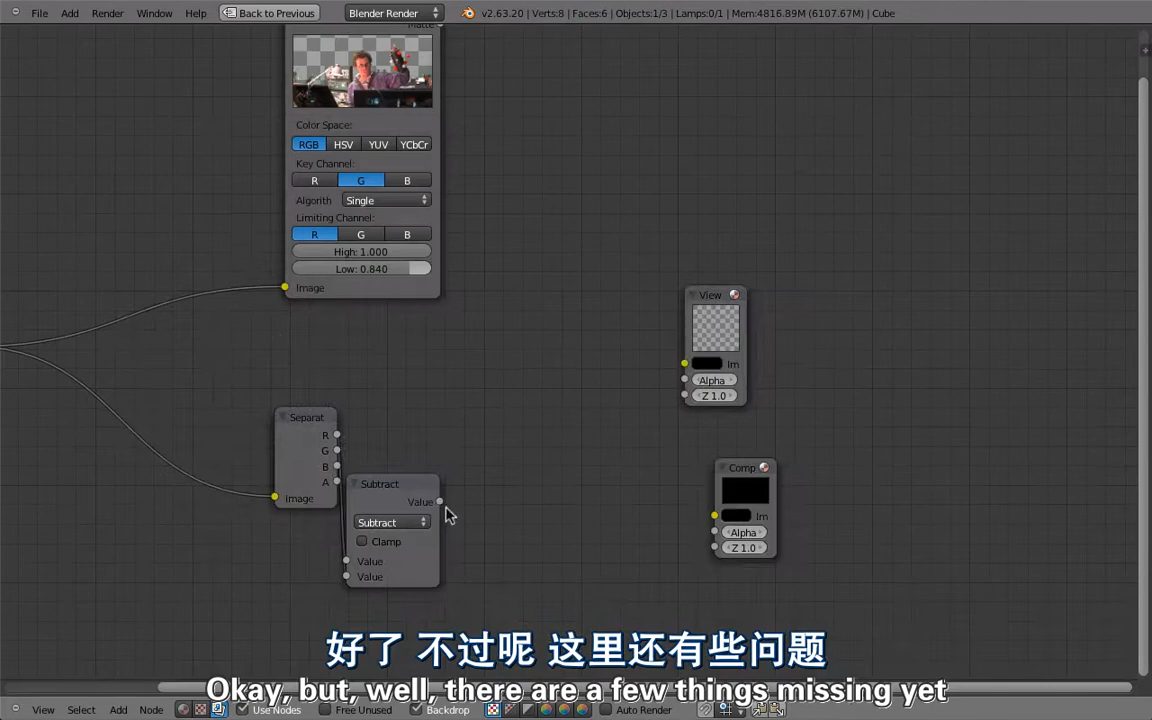 File Add Render Window Help Back to Previous Blender Render v2.63.20 | Verts:8 | Faces:6 | Objects:1/3 | Lamps:0/1 | Mem:4816.89M (6107.67M) | Cube
Color Space:
RGB HSV YUV YCbCr
Key Channel:
R G B
Algorith Single
Limiting Channel:
R G B
High: 1.000
Low: 0.840
Image
View
Im
Alpha
Z 1.0
Separat
R
G
B
A
Image
Subtract
Value
Subtract
Clamp
Value
Value
Comp
Im
Alpha
Z 1.0
好了 不过呢 这里还有些问题
Okay, but, well, there are a few things missing yet
View Select Add Node Use Nodes Free Unused Backdrop Auto Render